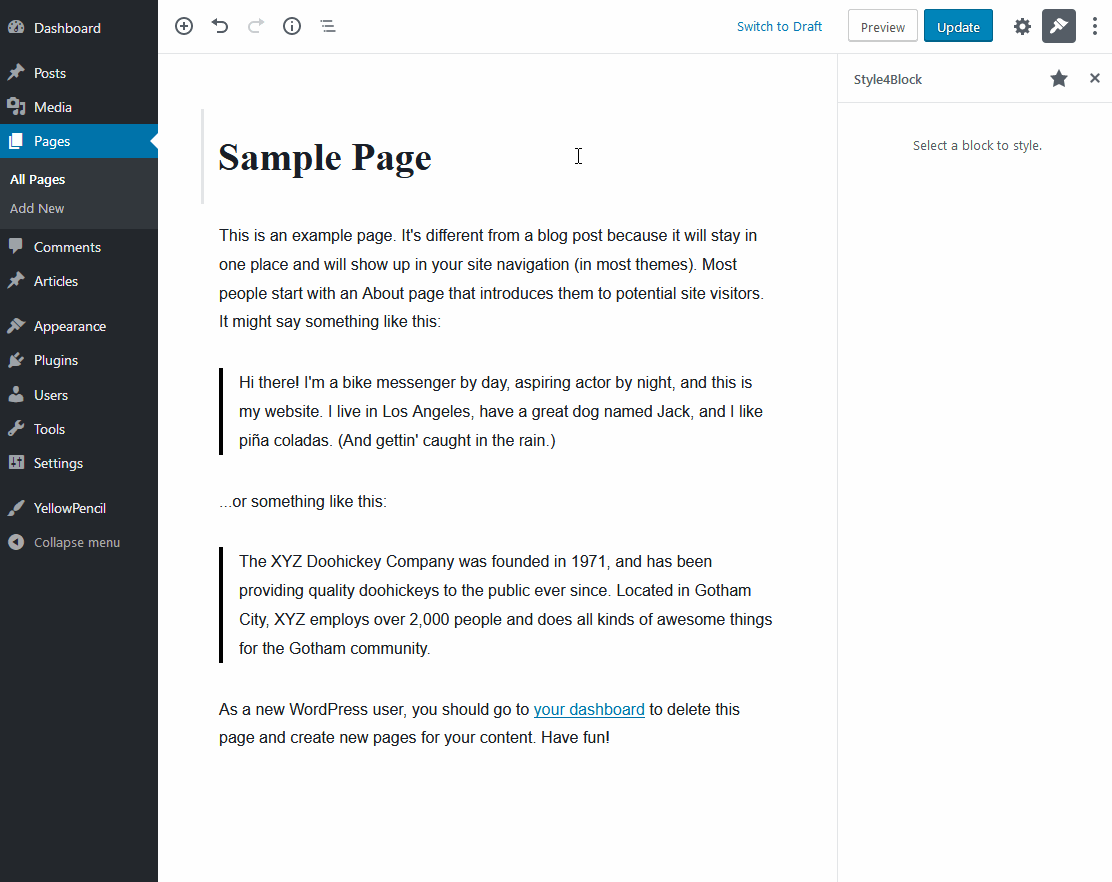 Dashboard
Posts
Media
Pages
All Pages
Add New
Comments
Articles
Appearance
Plugins
Users
Tools
Settings
YellowPencil
Collapse menu
Switch to Draft
Preview
Update
Style4Block
Select a block to style.
Sample Page
This is an example page. It's different from a blog post because it will stay in
one place and will show up in your site navigation (in most themes). Most
people start with an About page that introduces them to potential site visitors.
It might say something like this:
Hi there! I'm a bike messenger by day, aspiring actor by night, and this is
my website. I live in Los Angeles, have a great dog named Jack, and I like
piña coladas. (And gettin' caught in the rain.)
...or something like this:
The XYZ Doohickey Company was founded in 1971, and has been
providing quality doohickeys to the public ever since. Located in Gotham
City, XYZ employs over 2,000 people and does all kinds of awesome things
for the Gotham community.
As a new WordPress user, you should go to your dashboard to delete this
page and create new pages for your content. Have fun!